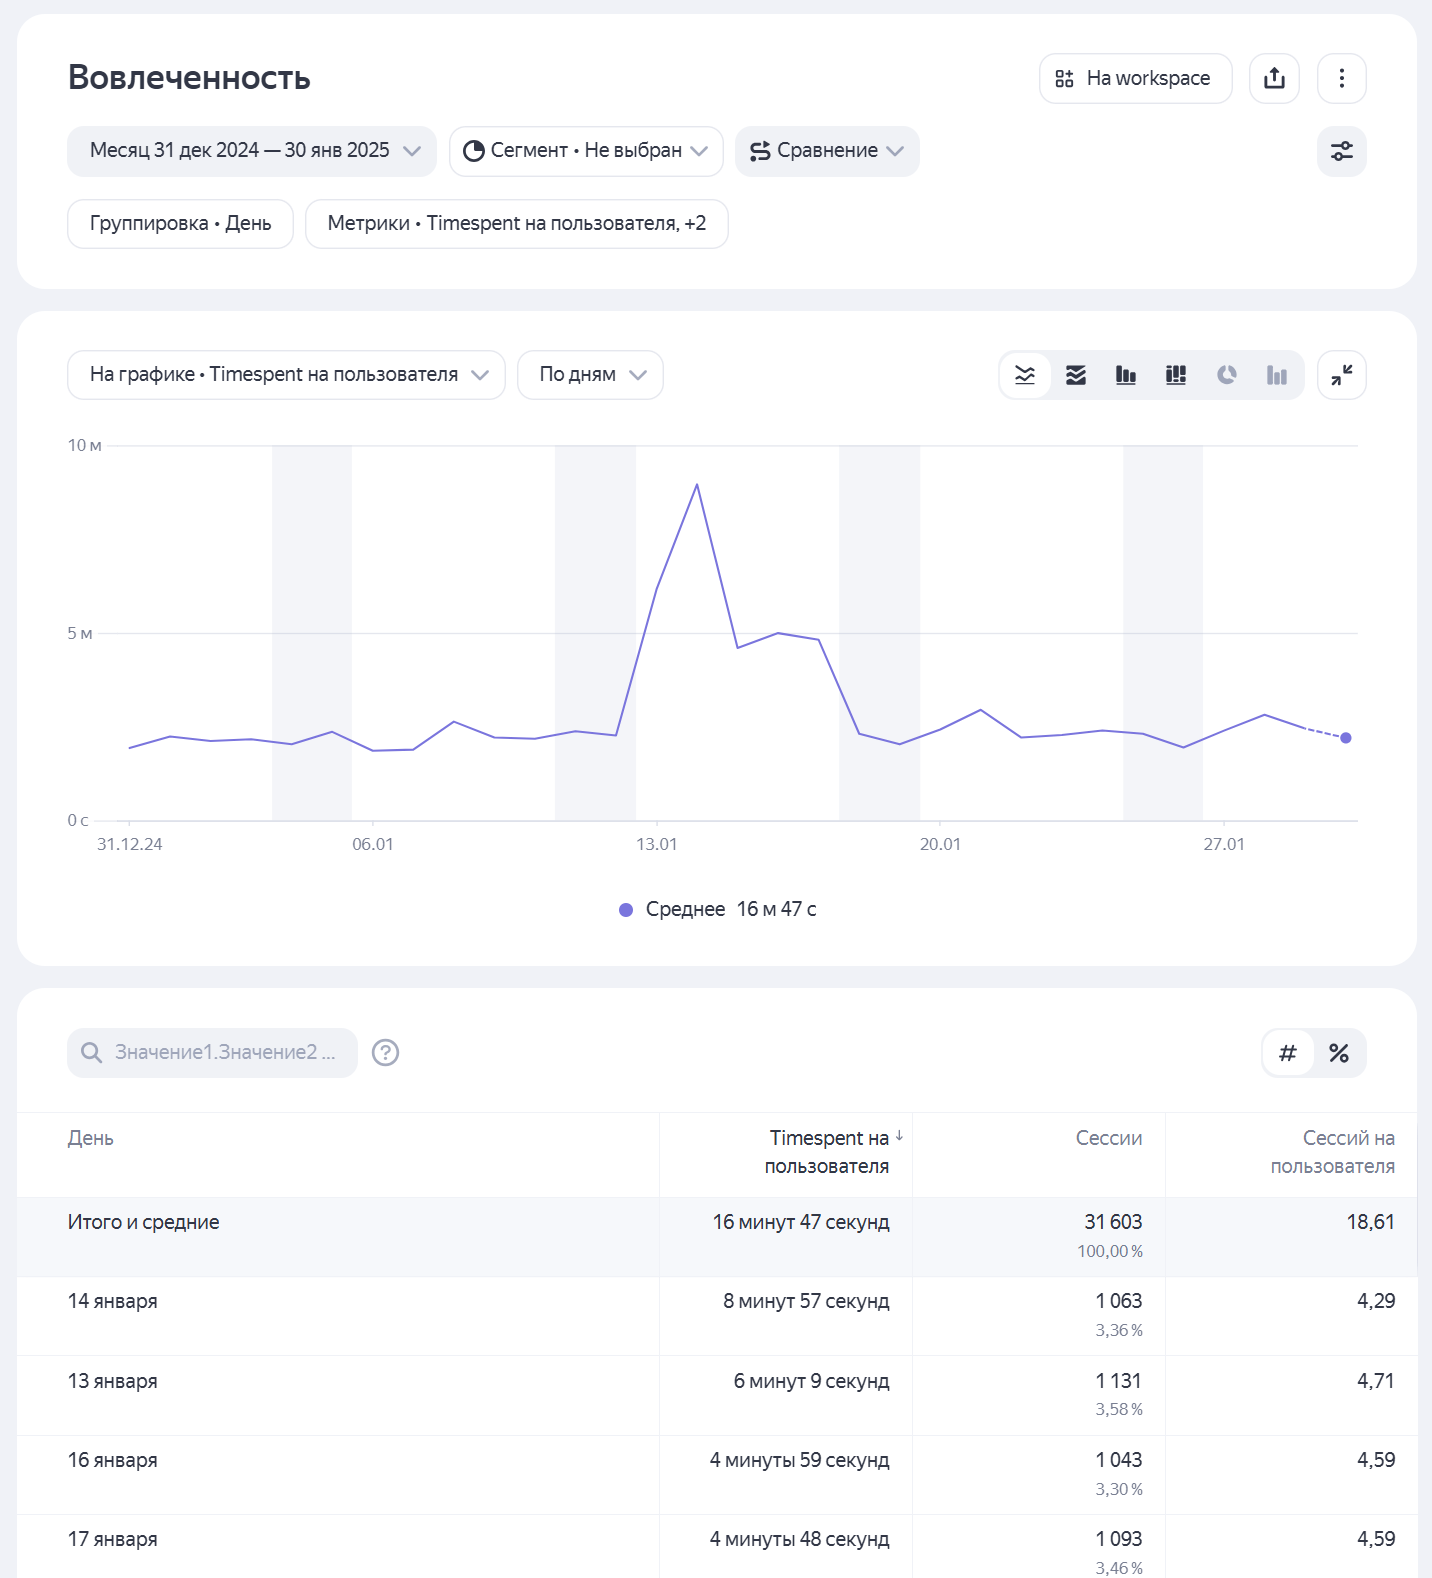 Вовлеченность
На workspace
Месяц 31 дек 2024 — 30 янв 2025
Сегмент • Не выбран
Сравнение
Группировка • День
Метрики • Timespent на пользователя, +2
На графике • Timespent на пользователя
По дням
10 м
5 м
0 с
31.12.24
06.01
13.01
20.01
27.01
Среднее 16 м 47 с
Значение1.Значение2 ...
?
#
%
День
Timespent на ↓
пользователя
Сессии
Сессий на
пользователя
Итого и средние
16 минут 47 секунд
31 603
100,00 %
18,61
14 января
8 минут 57 секунд
1 063
3,36 %
4,29
13 января
6 минут 9 секунд
1 131
3,58 %
4,71
16 января
4 минуты 59 секунд
1 043
3,30 %
4,59
17 января
4 минуты 48 секунд
1 093
3,46 %
4,59